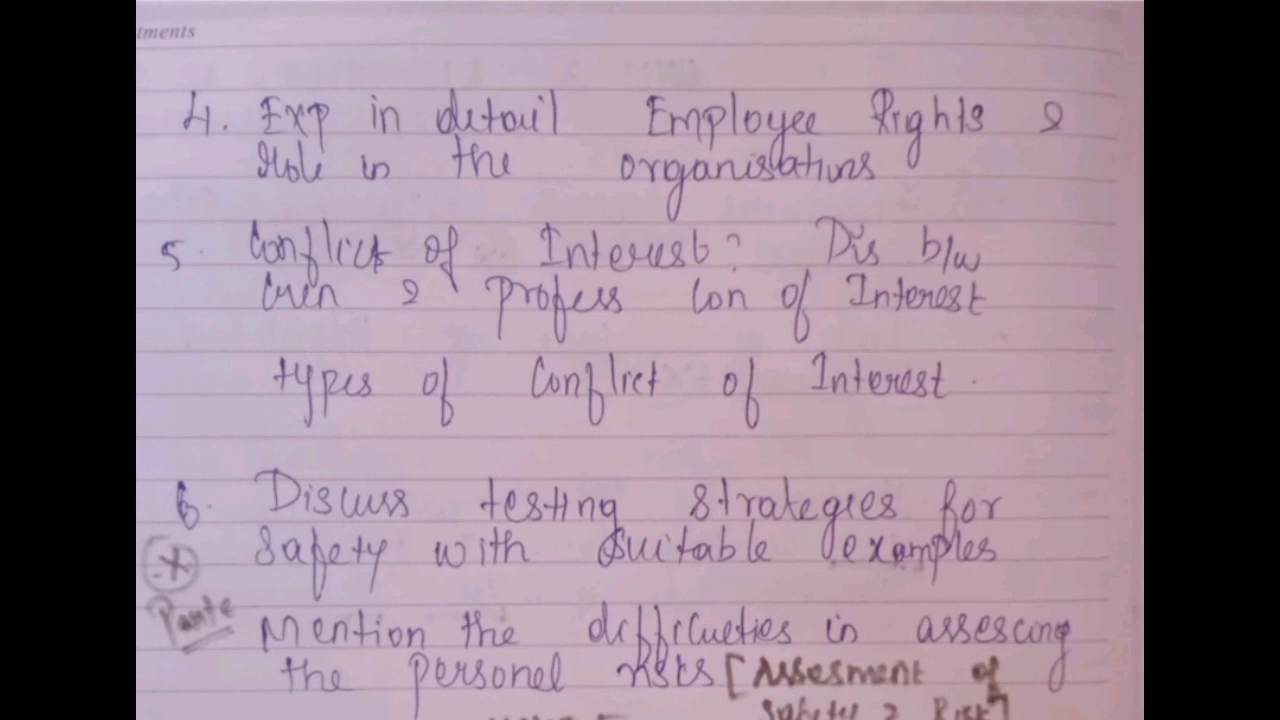 tments
4. Exp in detail Employee Rights &
Role in the organisations
5. Conflict of Interest? Dis b/w
& profess Con of Interest
types of Conflict of Interest.
6. Discuss testing strategies for
safety with suitable examples
Mention the difficulties in assessing
the personel risks [Assesment of
safety & Risk]